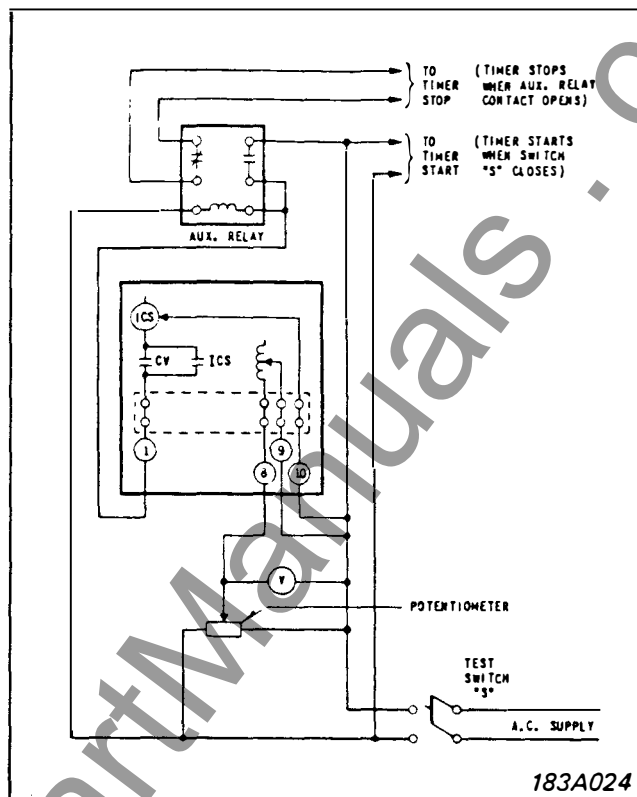 TO (TIMER STOPS
TIMER WHEN AUX. RELAY
STOP CONTACT OPENS)
TO (TIMER STARTS
TIMER WHEN SWITCH
START "S" CLOSES)
AUX. RELAY
ICS
CV ICS
1
9
8
10
V
POTENTIOMETER
TEST
SWITCH
"S"
A.C. SUPPLY
183A024
artManuals . c